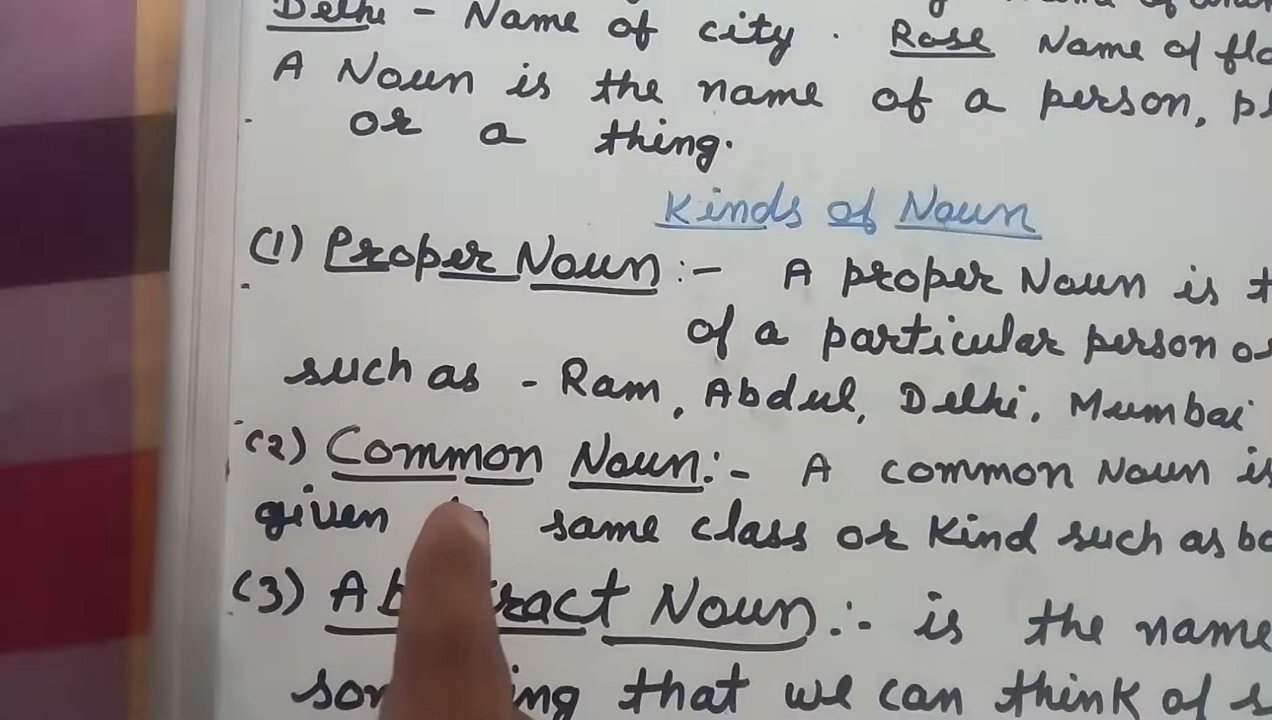 Delhi - Name of city . Rose Name of
A Noun is the name of a person,
or a thing.
Kinds of Noun
(1) Proper Noun :- A proper Noun is
of a particular person
such as - Ram, Abdul, Delhi, Mumbai
(2) Common Noun :- A common Noun is
given same class or kind such as
(3) Noun :- is the name
that we can think of